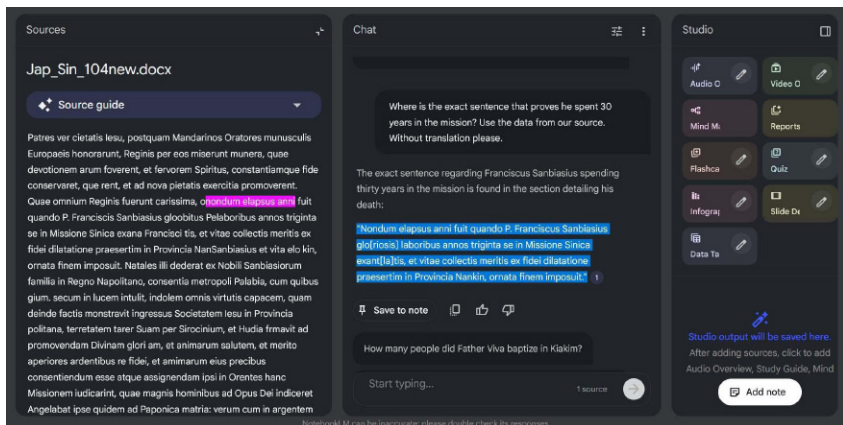 Sources
Jap_Sin_104new.docx
Source guide
Patres ver cietatis Iesu, postquam Mandarinos Oratores munusculis
Europaeis honorarunt, Reginis per eos miserunt munera, quae
devotionem arum foverent, et fervorem Spiritus, constantiamque fide
conservaret, que rent, et ad nova pietatis exercitia promoverent.
Quae omnium Reginis fuerunt carissima, onondum elapsus anni fuit
quando P. Franciscis Sanbiasius gloobitus Pelaboribus annos triginta
se in Missione Sinica exana Francisci tis, et vitae collectis meritis ex
fidei dilatatione praesertim in Provincia NanSanbiasius et vita elo kin,
ornata finem imposuit. Natales illi dederat ex Nobili Sanbiasiorum
familia in Regno Napolitano, consentia metropoli Palabia, cum quibus
gium. secum in lucem intulit, indolem omnis virtutis capacem, quam
deinde factis monstravit ingressus Societatem Iesu in Provincia
politana, terretatem tarer Suam per Sirocinium, et Hudia frmavit ad
promovendam Divinam glori am, et animarum salutem, et merito
aperiores ardentibus re fidei, et amimarum eius precibus
consentiendum esse atque assignendam ipsi in Orentes hanc
Missionem iudicarint, quae magnis hominibus ad Opus Dei indiceret
Angelabat ipse quidem ad Paponica matria: verum cum in argentem
Chat
Where is the exact sentence that proves he spent 30
years in the mission? Use the data from our source.
Without translation please.
The exact sentence regarding Franciscus Sanbiasius spending
thirty years in the mission is found in the section detailing his
death:
"Nondum elapsus anni fuit quando P. Franciscus Sanbiasius
glo[riosis] laboribus annos triginta se in Missione Sinica
exant[la]tis, et vitae collectis meritis ex fidei dilatatione
praesertim in Provincia Nankin, ornata finem imposuit." 1
Save to note
How many people did Father Viva baptize in Kiakim?
Start typing...
1 source
Studio
Audio O
Video O
Mind Ma
Reports
Flashca
Quiz
Infograp
Slide De
Data Ta
Studio output will be saved here.
After adding sources, click to add
Audio Overview, Study Guide, Mind
Add note
NotebookLM can be inaccurate; please double check its responses.